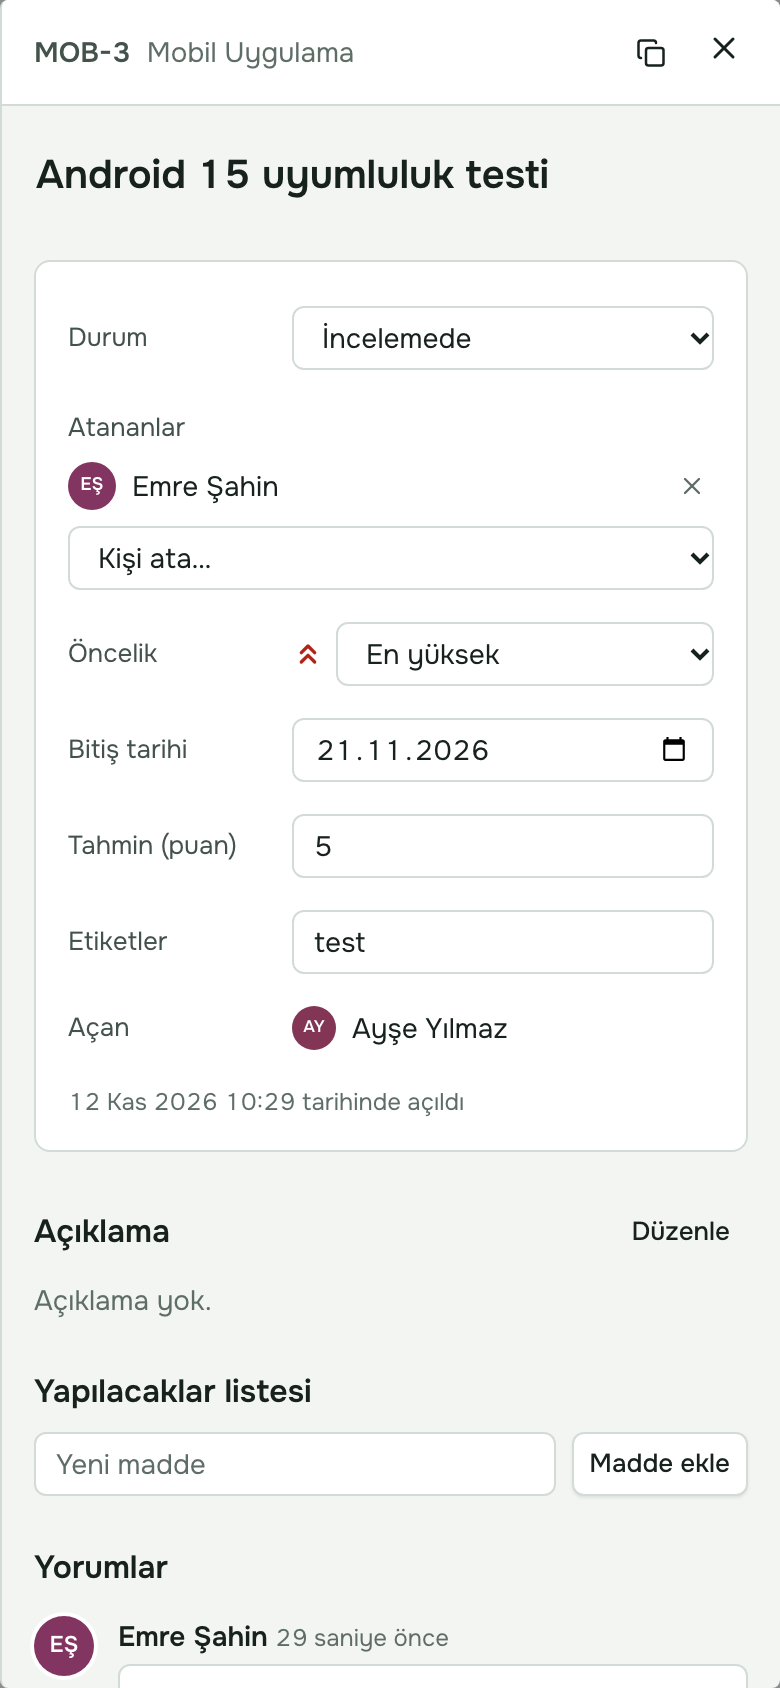 MOB-3 Mobil Uygulama
Android 15 uyumluluk testi
Durum İncelemede
Atananlar
EŞ Emre Şahin
Kişi ata...
Öncelik En yüksek
Bitiş tarihi 21.11.2026
Tahmin (puan) 5
Etiketler test
Açan AY Ayşe Yılmaz
12 Kas 2026 10:29 tarihinde açıldı
Açıklama Düzenle
Açıklama yok.
Yapılacaklar listesi
Yeni madde Madde ekle
Yorumlar
EŞ Emre Şahin 29 saniye önce